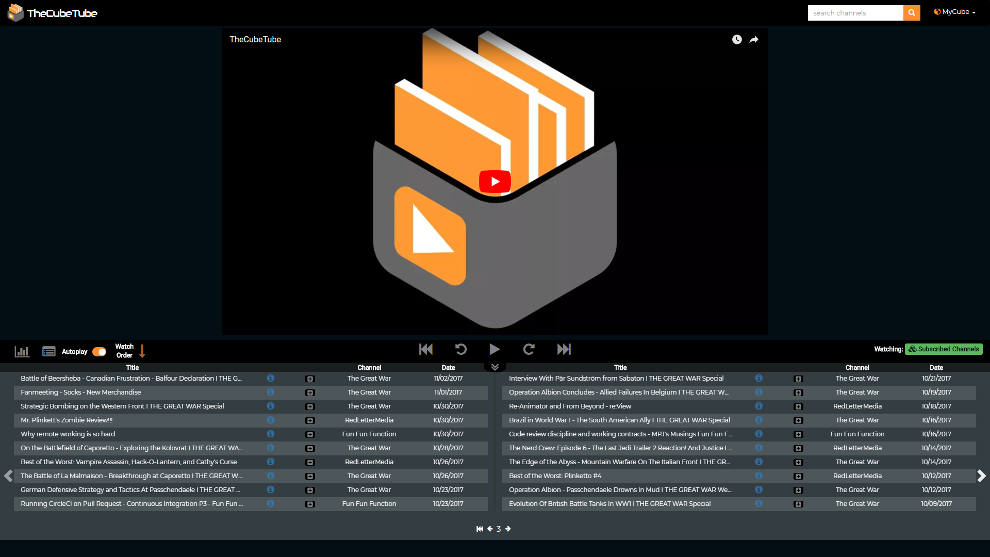 TheCubeTube
search channels
MyCube
TheCubeTube
Autoplay
Watch
Order
Watching: Subscribed Channels
Title Channel Date
Battle of Beersheba - Canadian Frustration - Balfour Declaration I THE G... The Great War 11/02/2017
Fanmeeting - Socks - New Merchandise The Great War 11/01/2017
Strategic Bombing on the Western Front I THE GREAT WAR Special The Great War 10/30/2017
Mr. Plinkett's Zombie Review!!! RedLetterMedia 10/30/2017
Why remote working is so hard Fun Fun Function 10/30/2017
On the Battlefield of Caporetto - Exploring the Kolovrat I THE GREAT WA... The Great War 10/28/2017
Best of the Worst: Vampire Assassin, Hack-O-Lantern, and Cathy's Curse RedLetterMedia 10/26/2017
The Battle of La Malmaison - Breakthrough at Caporetto I THE GREAT W... The Great War 10/26/2017
German Defensive Strategy and Tactics At Passchendaele I THE GREAT ... The Great War 10/23/2017
Running CircleCI on Pull Request - Continuous Integration P3 - Fun Fun ... Fun Fun Function 10/23/2017
Title Channel Date
Interview With Pär Sundström from Sabaton I THE GREAT WAR Special The Great War 10/21/2017
Operation Albion Concludes - Allied Failures In Belgium I THE GREAT W... The Great War 10/19/2017
Re-Animator and From Beyond - re:View RedLetterMedia 10/18/2017
Brazil in World War I - The South American Ally I THE GREAT WAR Special The Great War 10/16/2017
Code review discipline and working contracts - MPJ's Musings Fun Fun F... Fun Fun Function 10/16/2017
The Nerd Crew: Episode 6 - The Last Jedi Trailer 2 Reaction! And Justice I... RedLetterMedia 10/14/2017
The Edge of the Abyss - Mountain Warfare On The Italian Front I THE GR... The Great War 10/14/2017
Best of the Worst: Plinketto #4 RedLetterMedia 10/12/2017
Operation Albion - Passchendaele Drowns In Mud I THE GREAT WAR We... The Great War 10/12/2017
Evolution Of British Battle Tanks In WW1 I THE GREAT WAR Special The Great War 10/09/2017
3